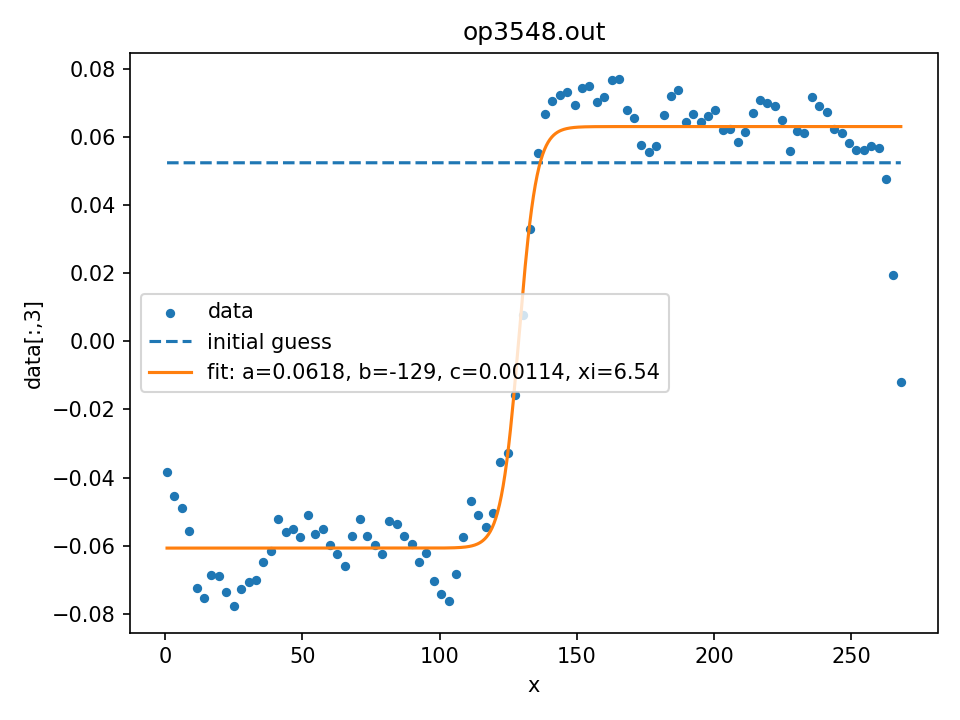 op3548.out
0.08
0.06
0.04
0.02
0.00
−0.02
−0.04
−0.06
−0.08
data[:,3]
data
initial guess
fit: a=0.0618, b=-129, c=0.00114, xi=6.54
0 50 100 150 200 250
x